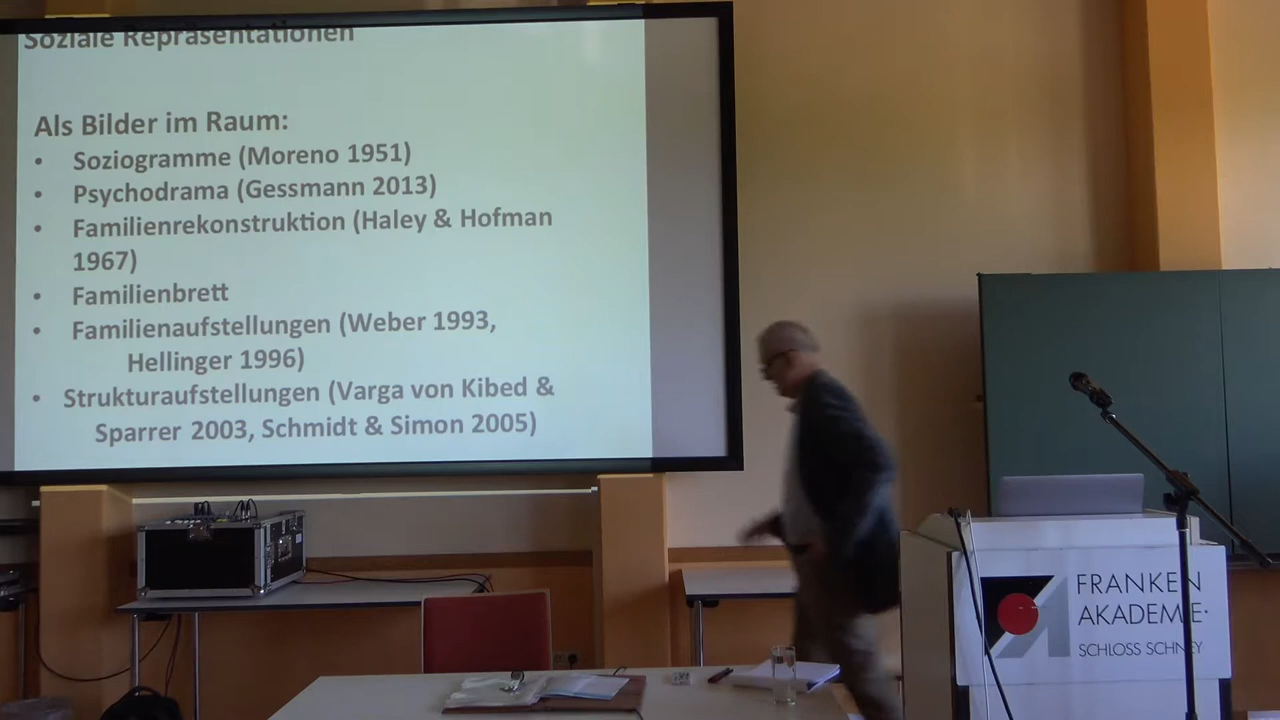 Soziale Repräsentationen
Als Bilder im Raum:
• Soziogramme (Moreno 1951)
• Psychodrama (Gessmann 2013)
• Familienrekonstruktion (Haley & Hofman
1967)
• Familienbrett
• Familienaufstellungen (Weber 1993,
Hellinger 1996)
• Strukturaufstellungen (Varga von Kibed &
Sparrer 2003, Schmidt & Simon 2005)
FRANKEN
AKADEMIE
SCHLOSS SCHNEY